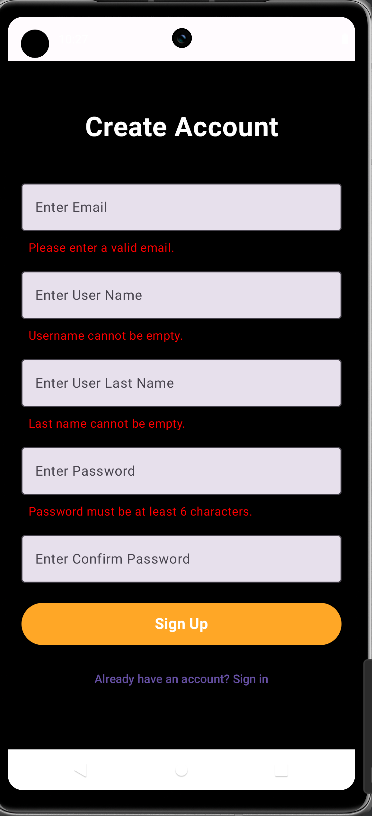 Create Account
Enter Email
Please enter a valid email.
Enter User Name
Username cannot be empty.
Enter User Last Name
Last name cannot be empty.
Enter Password
Password must be at least 6 characters.
Enter Confirm Password
Sign Up
Already have an account? Sign in